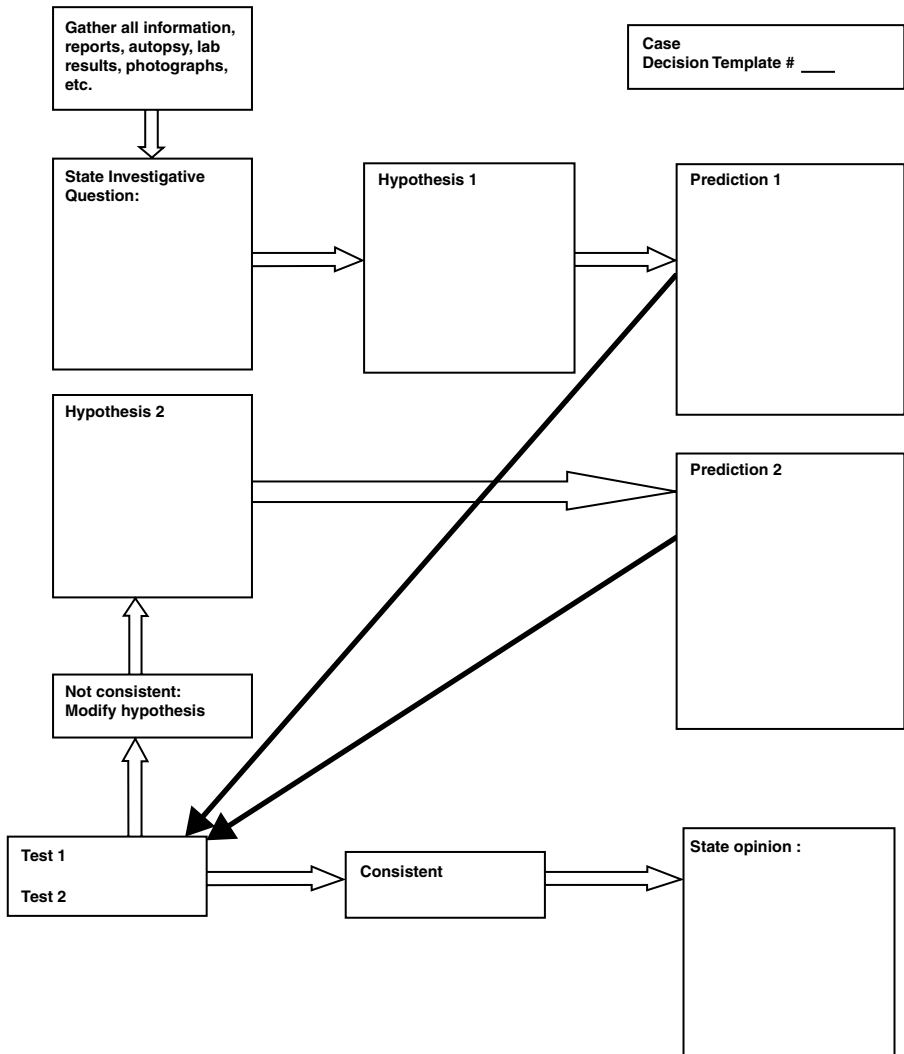 Gather all information,
reports, autopsy, lab
results, photographs,
etc.
Case
Decision Template # ___
State Investigative
Question:
Hypothesis 1
Prediction 1
Hypothesis 2
Prediction 2
Not consistent:
Modify hypothesis
Test 1
Test 2
Consistent
State opinion :